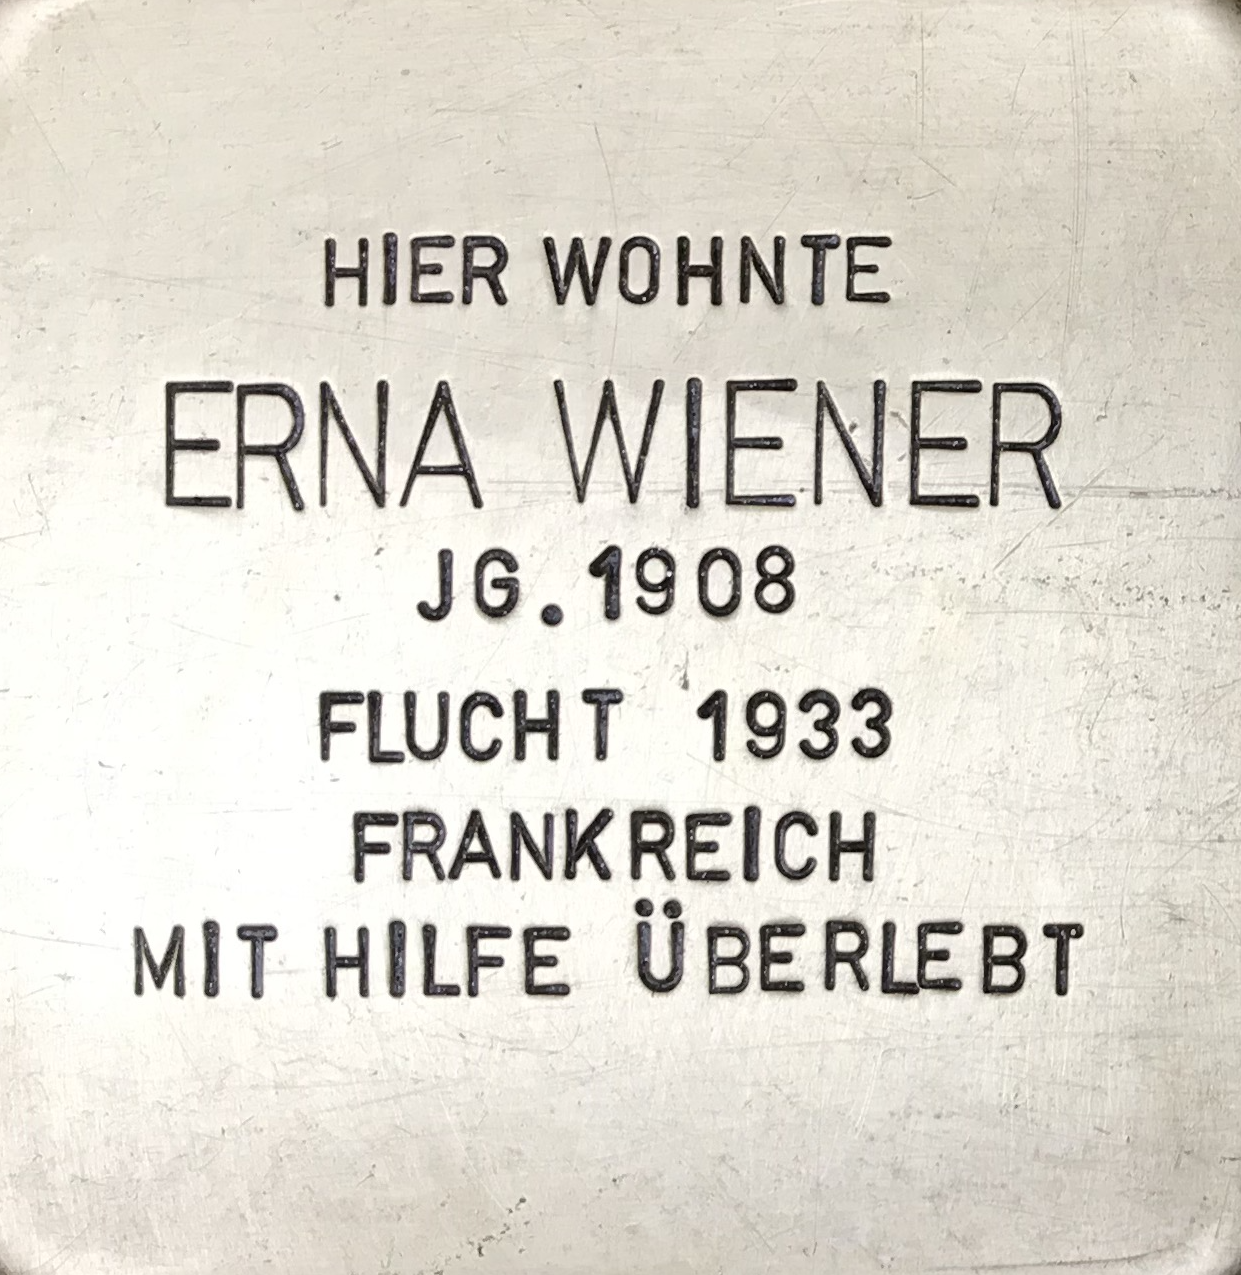 HIER WOHNTE
ERNA WIENER
JG. 1908
FLUCHT 1933
FRANKREICH
MIT HILFE ÜBERLEBT